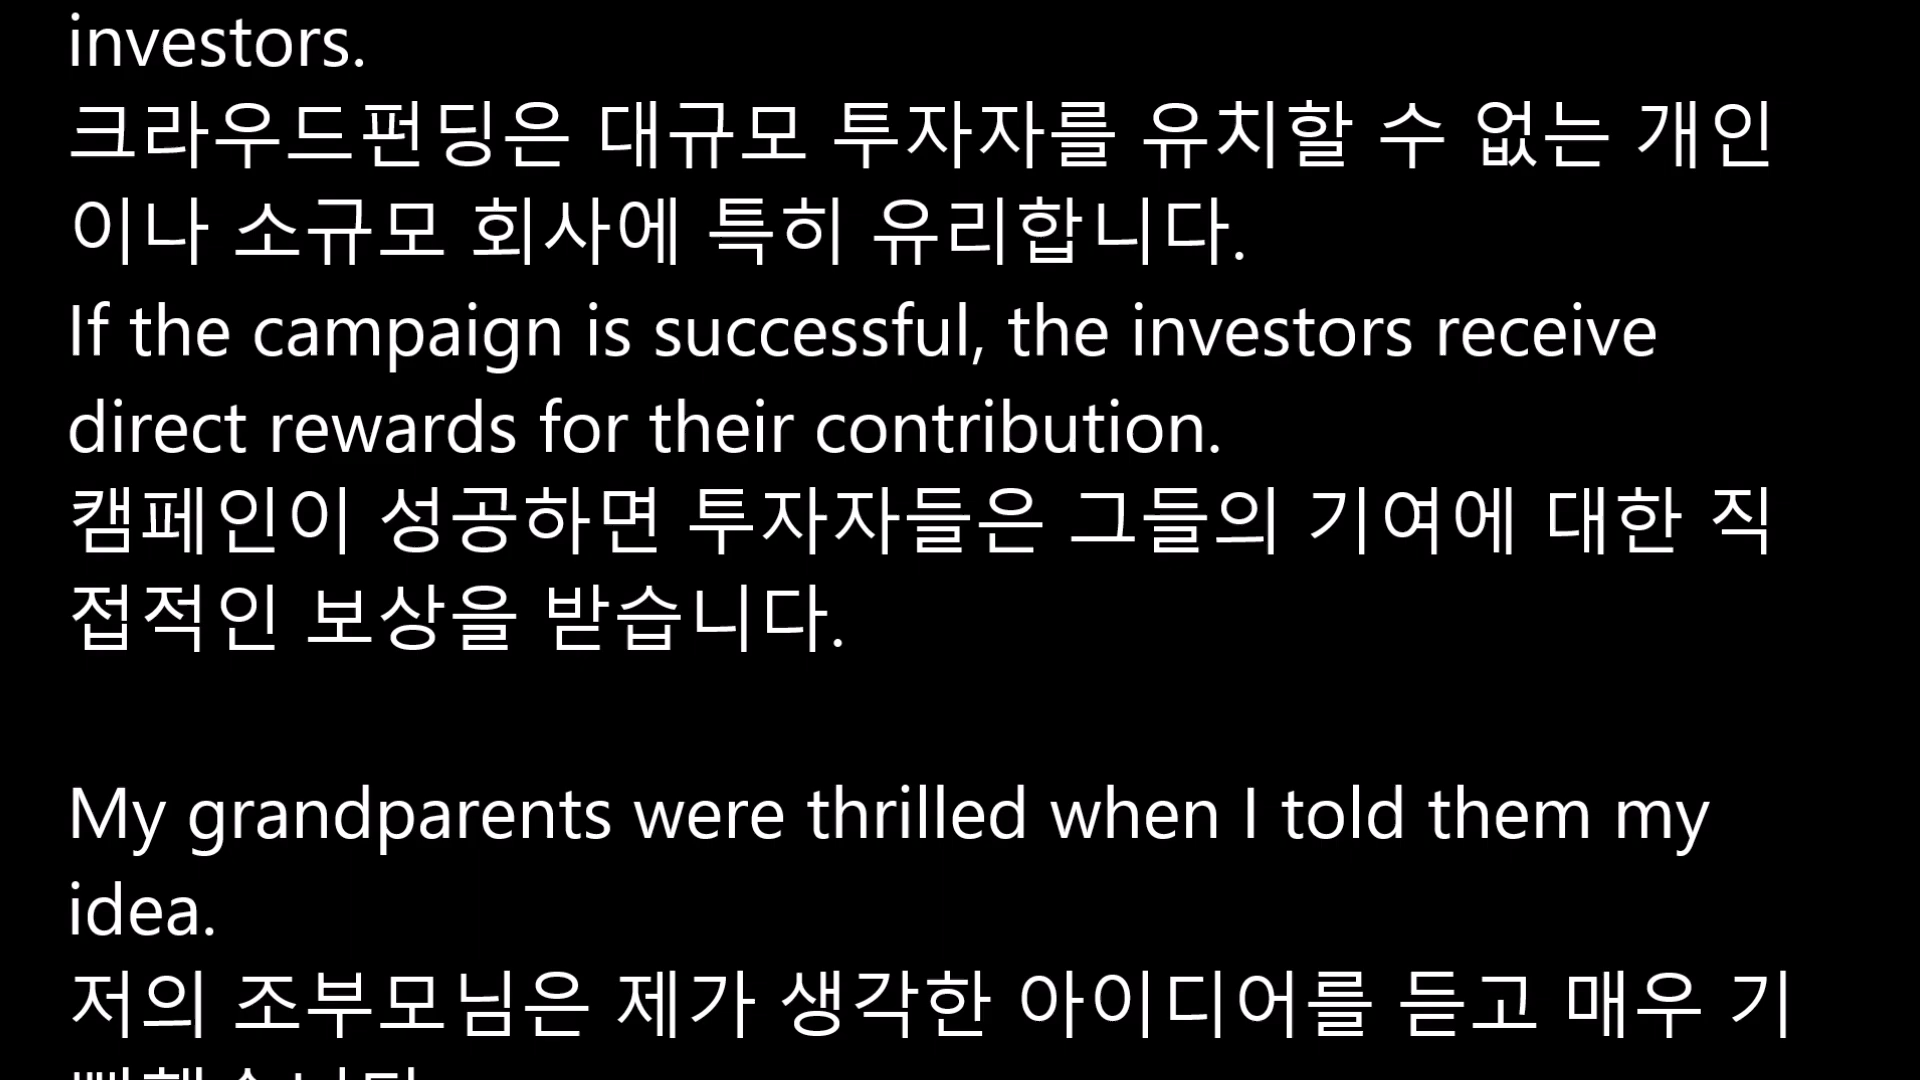 investors.
크라우드펀딩은 대규모 투자자를 유치할 수 없는 개인
이나 소규모 회사에 특히 유리합니다.
If the campaign is successful, the investors receive
direct rewards for their contribution.
캠페인이 성공하면 투자자들은 그들의 기여에 대한 직
접적인 보상을 받습니다.
My grandparents were thrilled when I told them my
idea.
저의 조부모님은 제가 생각한 아이디어를 듣고 매우 기